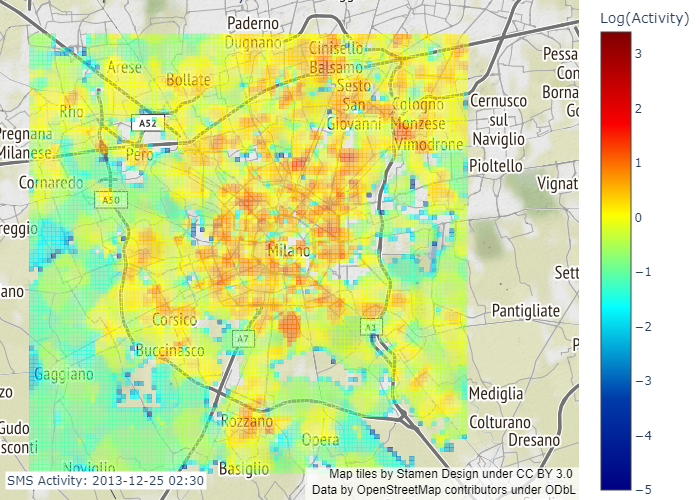 Log(Activity)
Paderno
Dugnano
Cinisello
Balsamo
Arese
Bollate
Sesto
San
Giovanni
Cologno
Monzese
Vimodrone
Cernusco
sul
Naviglio
Pessa
Con
Borna
Go
Rho
A52
Pregnana
Milanese
Pero
Pioltello
Cornaredo
Vignat
A50
reggio
Milano
Sett
ano
Pantigliate
Corsico
A7
A1
P
Buccinasco
Gaggiano
zo
Mediglia
Rozzano
Colturano
Gudo
sconti
Opera
Dresano
Noviglio
Basiglio
3
2
1
0
−1
−2
−3
−4
−5
SMS Activity: 2013-12-25 02:30
Map tiles by Stamen Design under CC BY 3.0
Data by OpenStreetMap contributors under ODbL